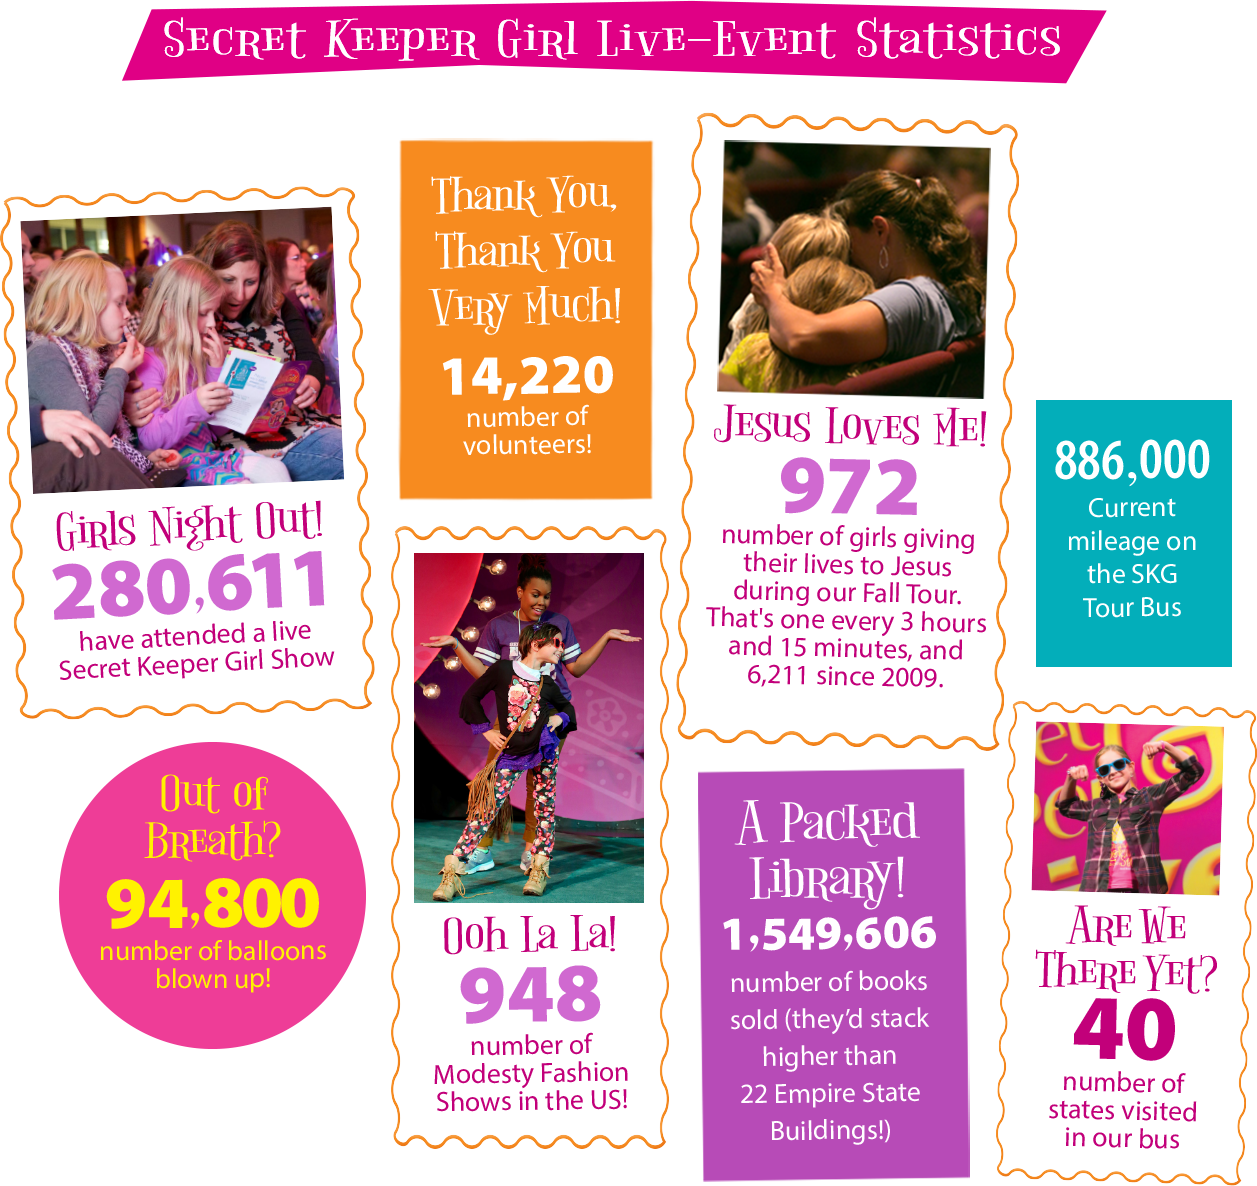 Secret Keeper Girl Live-Event Statistics
Girls Night Out!
280,611
have attended a live
Secret Keeper Girl Show
Thank You,
Thank You
Very Much!
14,220
number of
volunteers!
Jesus Loves Me!
972
number of girls giving
their lives to Jesus
during our Fall Tour.
That's one every 3 hours
and 15 minutes, and
6,211 since 2009.
886,000
Current
mileage on
the SKG
Tour Bus
Out of
Breath?
94,800
number of balloons
blown up!
Ooh La La!
948
number of
Modesty Fashion
Shows in the US!
A Packed
Library!
1,549,606
number of books
sold (they’d stack
higher than
22 Empire State
Buildings!)
Are We
There Yet?
40
number of
states visited
in our bus